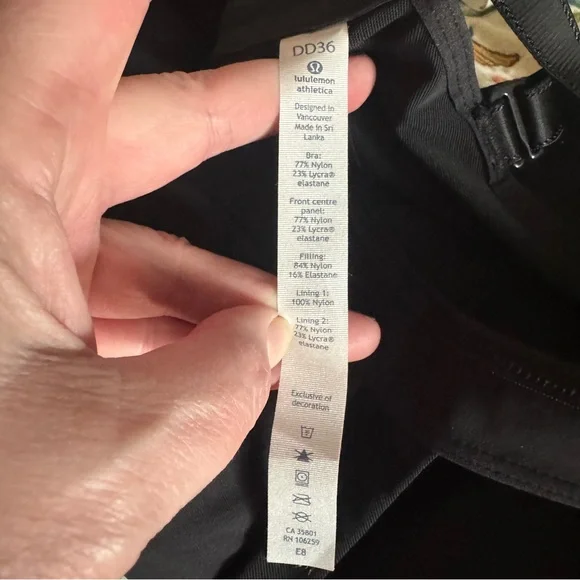 DD36
lululemon
athletica
Designed in
Vancouver
Made in Sri
Lanka
Bra:
77% Nylon
23% Lycra®
elastane
Front centre
panel:
77% Nylon
23% Lycra®
elastane
Filling:
84% Nylon
16% Elastane
Lining 1:
100% Nylon
Lining 2:
77% Nylon
23% Lycra®
elastane
Exclusive of
decoration
CA 35801
RN 106259
E8